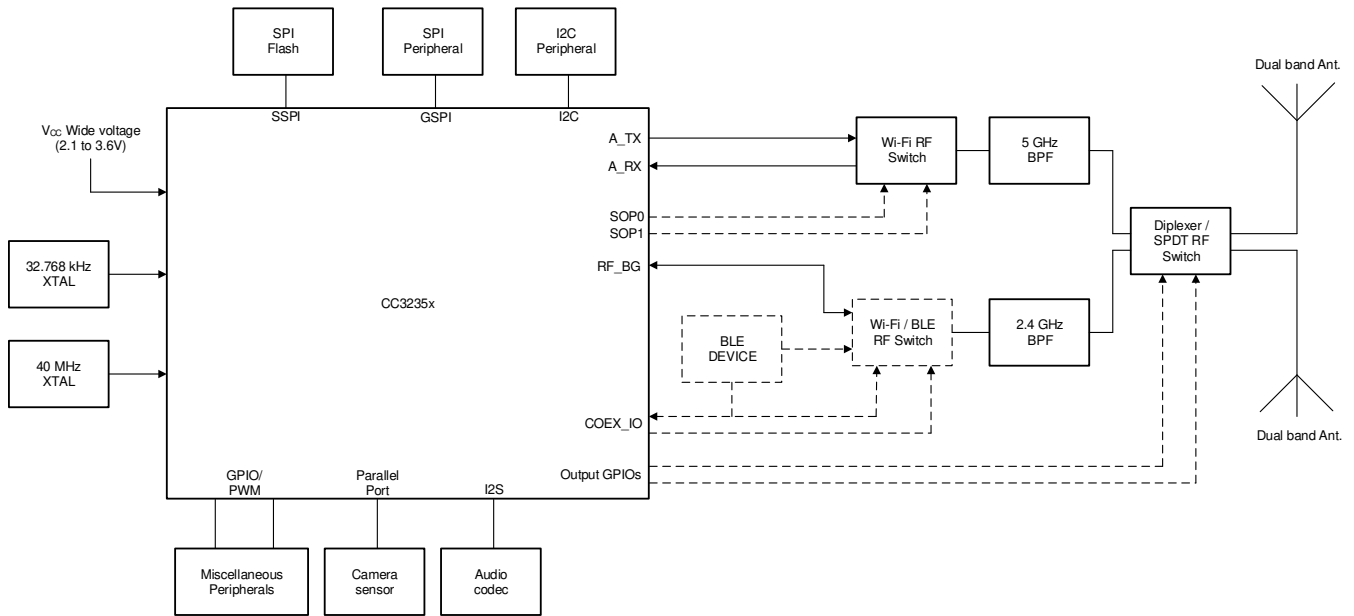 SPI
Flash
SPI
Peripheral
I2C
Peripheral
Dual band Ant.
SSPI
GSPI
I2C
VCC Wide voltage
(2.1 to 3.6V)
A_TX
A_RX
Wi-Fi RF
Switch
5 GHz
BPF
SOP0
SOP1
Diplexer /
SPDT RF
Switch
32.768 kHz
XTAL
RF_BG
CC3235x
BLE
DEVICE
Wi-Fi / BLE
RF Switch
2.4 GHz
BPF
40 MHz
XTAL
COEX_IO
Dual band Ant.
GPIO/
PWM
Parallel
Port
I2S
Output GPIOs
Miscellaneous
Peripherals
Camera
sensor
Audio
codec